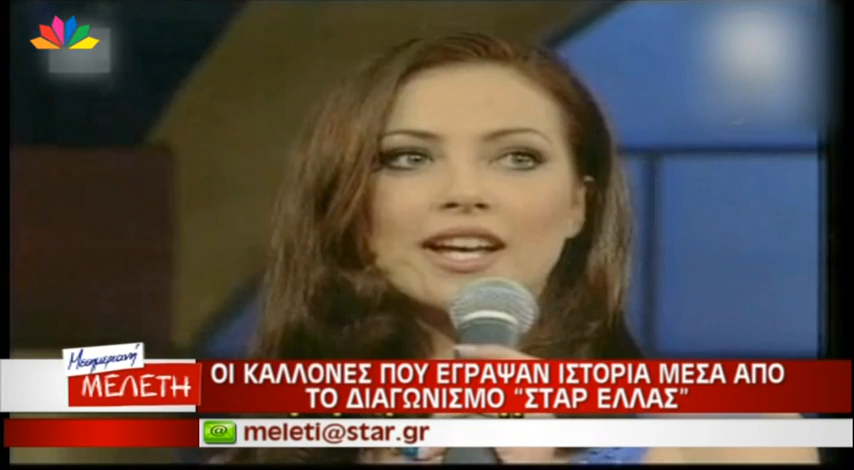 Μεσημεριανή
ΜΕΛΕΤΗ
ΟΙ ΚΑΛΛΟΝΕΣ ΠΟΥ ΕΓΡΑΨΑΝ ΙΣΤΟΡΙΑ ΜΕΣΑ ΑΠΟ
ΤΟ ΔΙΑΓΩΝΙΣΜΟ “ΣΤΑΡ ΕΛΛΑΣ”
@ meleti@star.gr